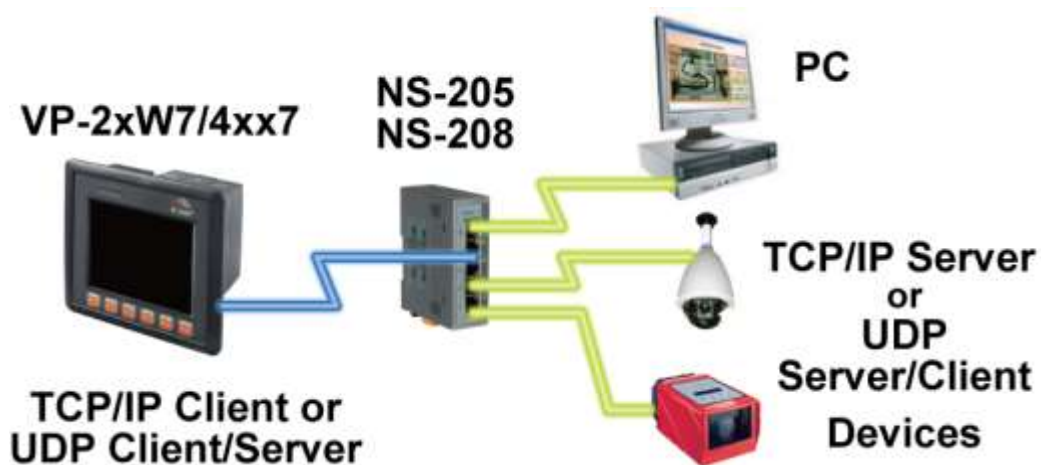 VP-2xW7/4xx7
NS-205
NS-208
PC
TCP/IP Server
or
UDP
Server/Client
Devices
TCP/IP Client or
UDP Client/Server